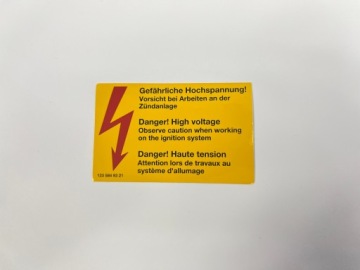 Gefährliche Hochspannung!
Vorsicht bei Arbeiten an der
Zündanlage
Danger! High voltage
Observe caution when working
on the ignition system
Danger! Haute tension
Attention lors de travaux au
système d'allumage